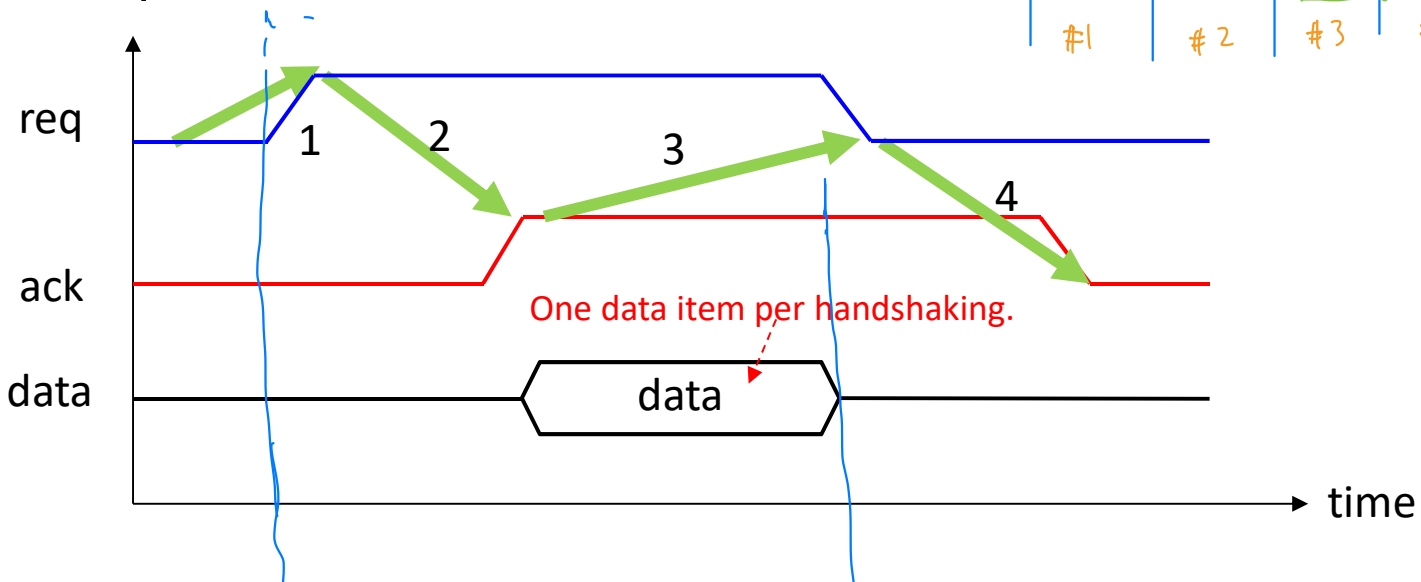 #1 #2 #3
req
1 2 3
4
ack
One data item per handshaking.
data data
time